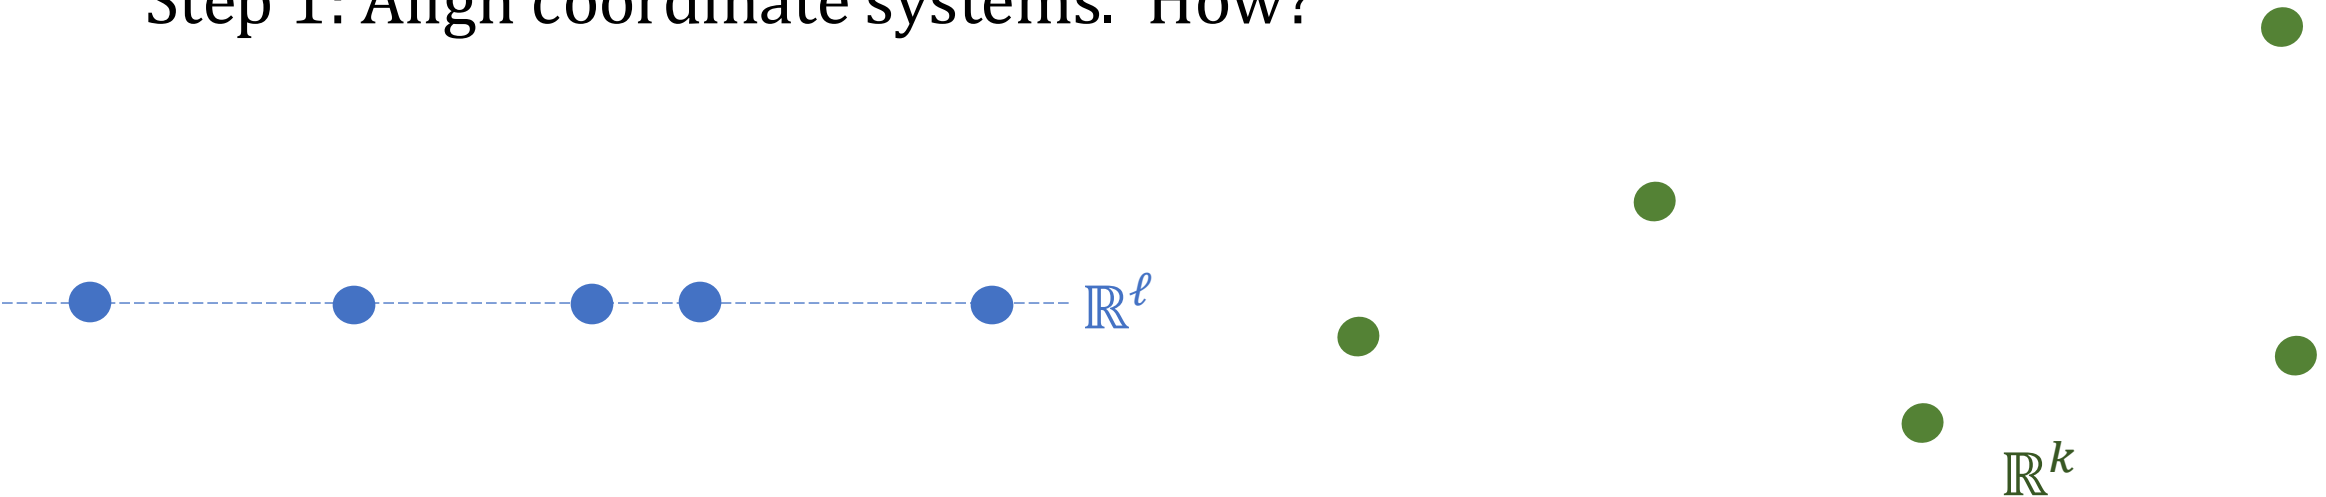 Step 1: Align coordinate systems. How?
ℝ^ℓ
ℝ^k